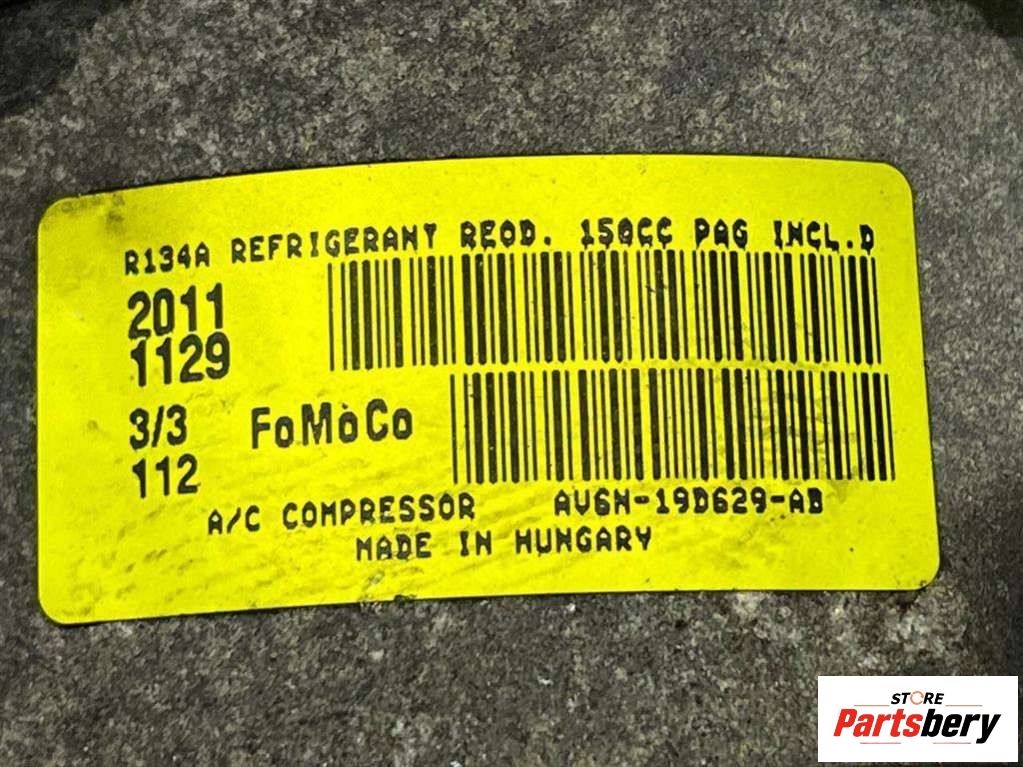 R134A REFRIGERANT REQD. 150CC PAG INCL.D
2011
1129
3/3 FoMoCo
112
A/C COMPRESSOR AV6N-19D629-AB
MADE IN HUNGARY
STORE
Partsbery